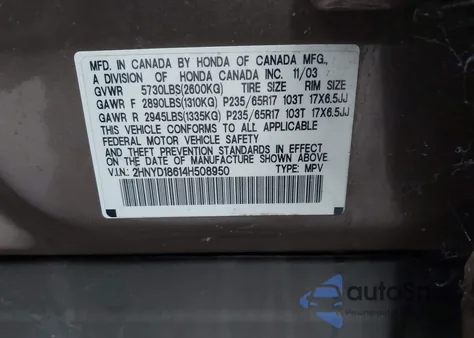 MFD. IN CANADA BY HONDA OF CANADA MFG.,
A DIVISION OF HONDA CANADA INC. 11/03
GVWR 5730LBS(2600KG) TIRE SIZE RIM SIZE
GAWR F 2890LBS(1310KG) P235/65R17 103T 17X6.5JJ
GAWR R 2945LBS(1335KG) P235/65R17 103T 17X6.5JJ
THIS VEHICLE CONFORMS TO ALL APPLICABLE
FEDERAL MOTOR VEHICLE SAFETY
STANDARDS IN EFFECT ON THE DATE OF
MANUFACTURE SHOWN ABOVE.
V.I.N.: 2HNYD18614H508950 TYPE: MPV